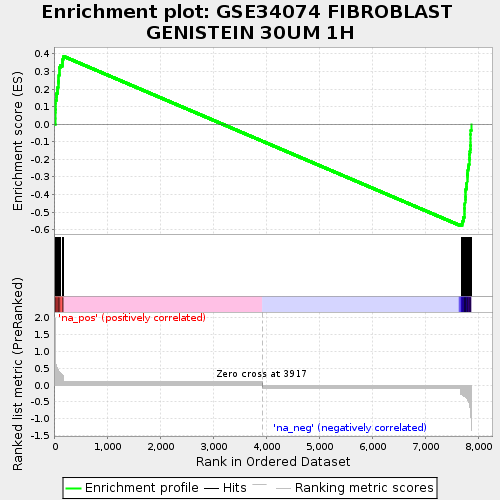 Enrichment plot: GSE34074 FIBROBLAST
GENISTEIN 30UM 1H
Enrichment score (ES)
0.4
0.3
0.2
0.1
0.0
-0.1
-0.2
-0.3
-0.4
-0.5
-0.6
'na_pos' (positively correlated)
Ranked list metric (PreRanked)
2.0
1.5
1.0
0.5
0.0
-0.5
-1.0
-1.5
Zero cross at 3917
'na_neg' (negatively correlated)
0 1,000 2,000 3,000 4,000 5,000 6,000 7,000 8,000
Rank in Ordered Dataset
Enrichment profile Hits Ranking metric scores